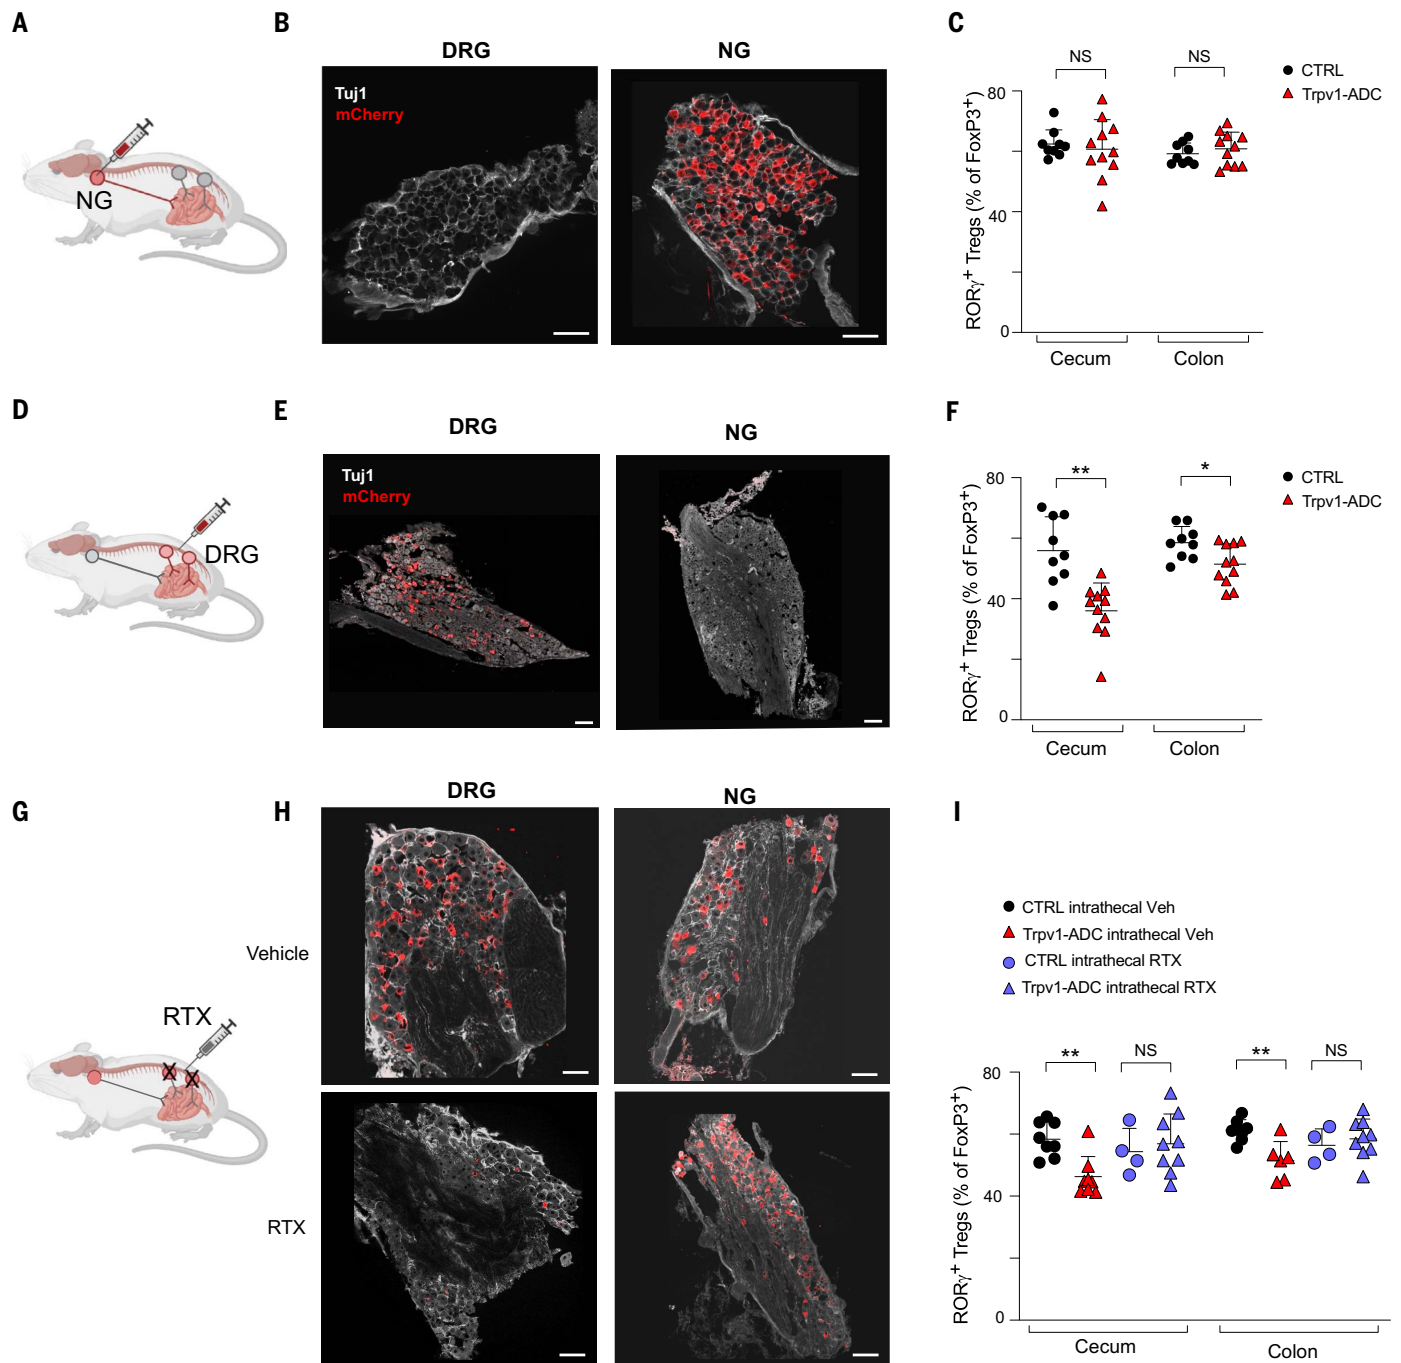 A
B
C
DRG
NG
Tuj1
mCherry
NG
NS
NS
CTRL
Trpv1-ADC
RORγ+ Tregs (% of FoxP3+)
80
40
0
Cecum
Colon
D
E
F
DRG
NG
Tuj1
mCherry
DRG
**
*
CTRL
Trpv1-ADC
RORγ+ Tregs (% of FoxP3+)
80
40
0
Cecum
Colon
G
H
I
DRG
NG
Vehicle
RTX
RTX
CTRL intrathecal Veh
Trpv1-ADC intrathecal Veh
CTRL intrathecal RTX
Trpv1-ADC intrathecal RTX
**
NS
**
NS
RORγ+ Tregs (% of FoxP3+)
80
40
0
Cecum
Colon